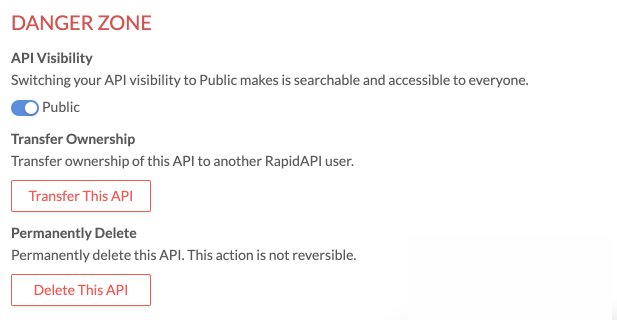 DANGER ZONE
API Visibility
Switching your API visibility to Public makes is searchable and accessible to everyone.
Public
Transfer Ownership
Transfer ownership of this API to another RapidAPI user.
Transfer This API
Permanently Delete
Permanently delete this API. This action is not reversible.
Delete This API